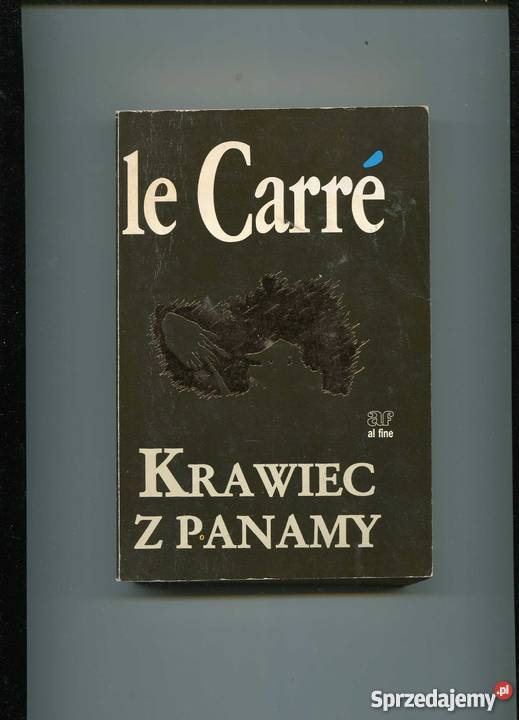 le Carré
af
al fine
KRAWIEC
Z PANAMY
Sprzedajemy.pl